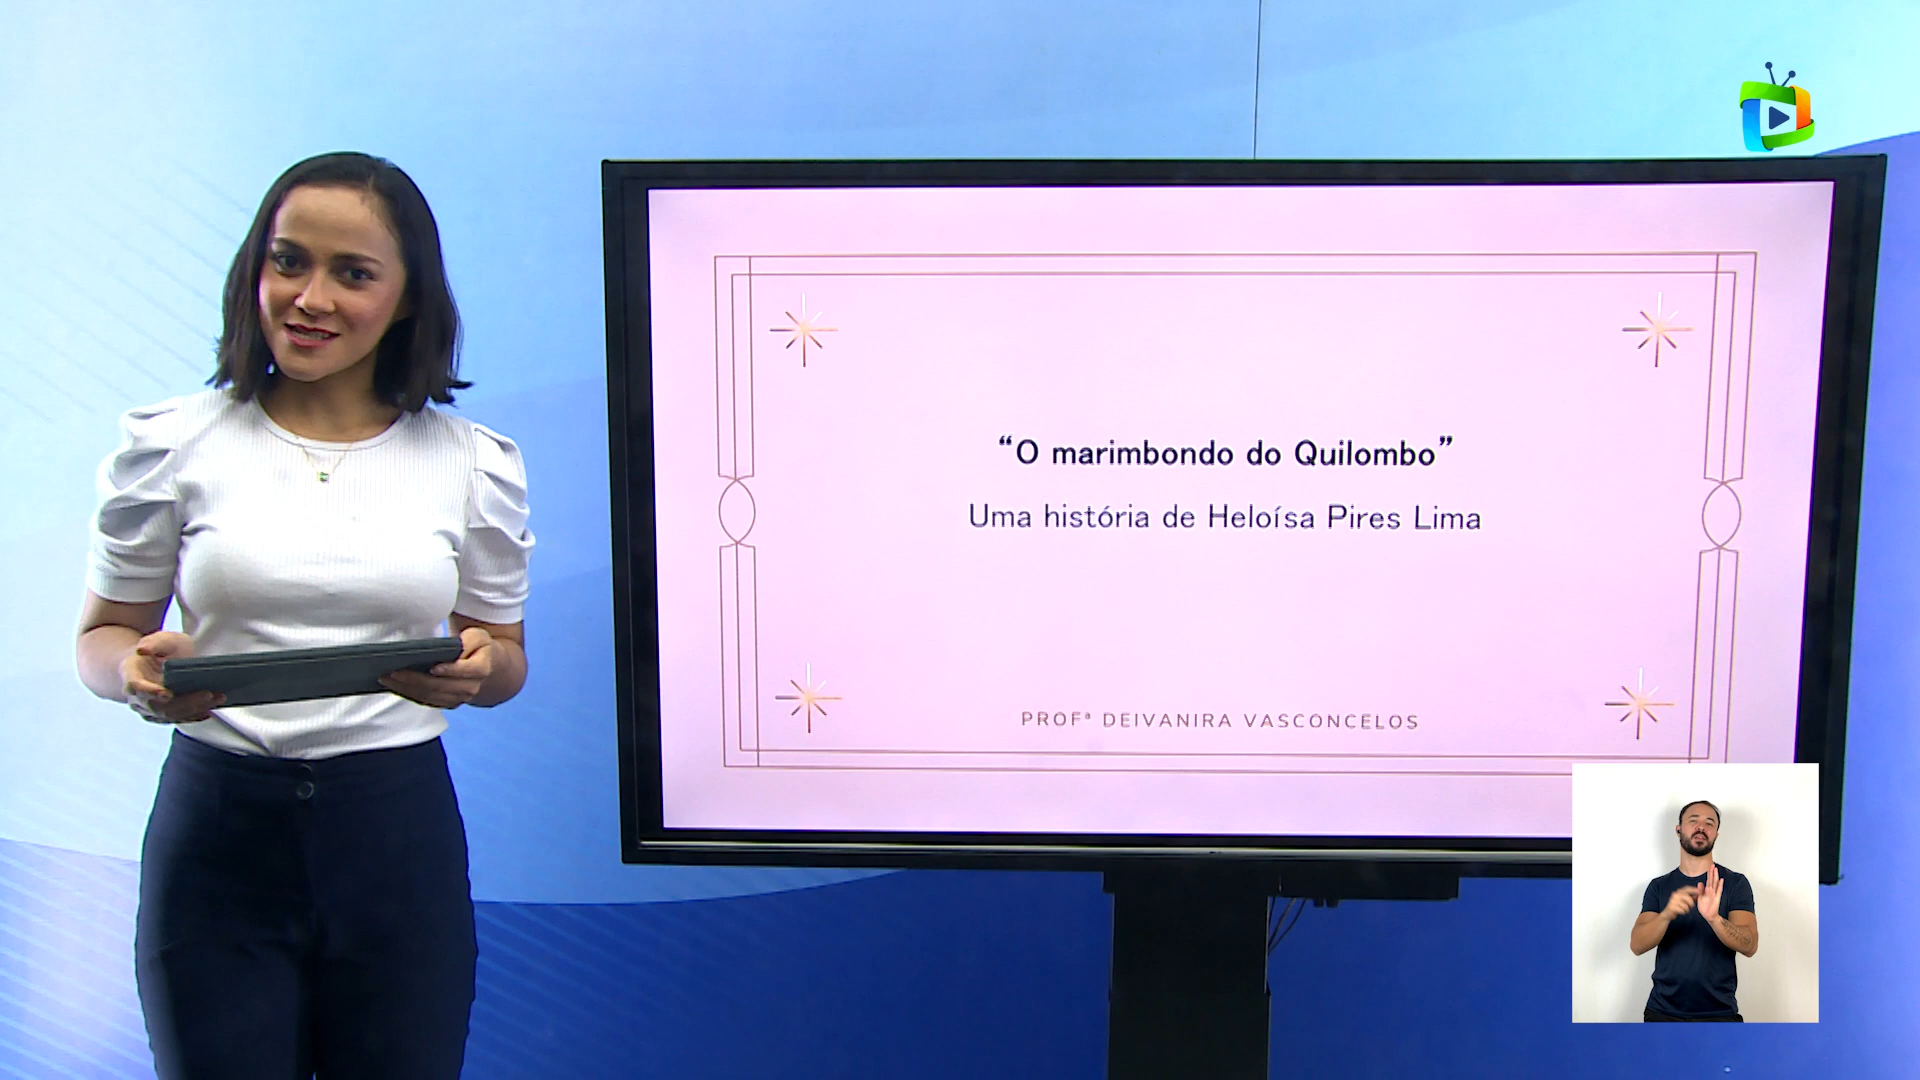 “O marimbondo do Quilombo”
Uma história de Heloísa Pires Lima
PROFª DEIVANIRA VASCONCELOS